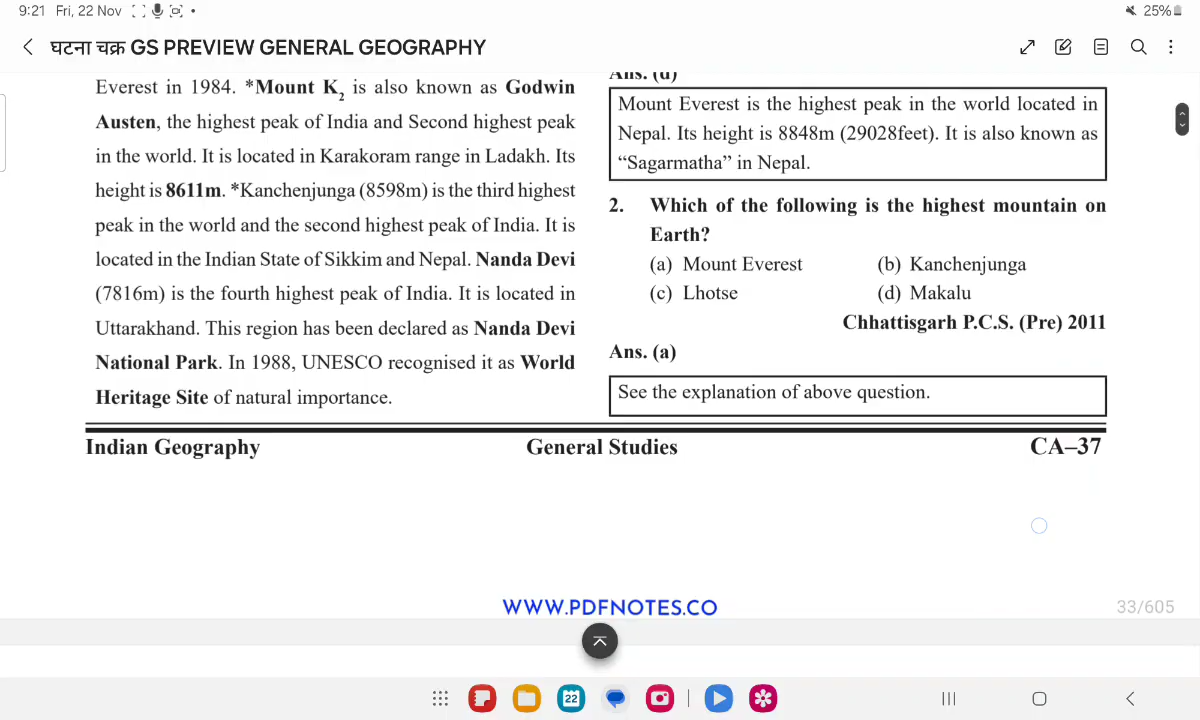 9:21 Fri, 22 Nov
25%
घटना चक्र GS PREVIEW GENERAL GEOGRAPHY
Everest in 1984. *Mount K2 is also known as Godwin
Austen, the highest peak of India and Second highest peak
in the world. It is located in Karakoram range in Ladakh. Its
height is 8611m. *Kanchenjunga (8598m) is the third highest
peak in the world and the second highest peak of India. It is
located in the Indian State of Sikkim and Nepal. Nanda Devi
(7816m) is the fourth highest peak of India. It is located in
Uttarakhand. This region has been declared as Nanda Devi
National Park. In 1988, UNESCO recognised it as World
Heritage Site of natural importance.
Ans. (d)
Mount Everest is the highest peak in the world located in
Nepal. Its height is 8848m (29028feet). It is also known as
“Sagarmatha” in Nepal.
2. Which of the following is the highest mountain on
Earth?
(a) Mount Everest (b) Kanchenjunga
(c) Lhotse (d) Makalu
Chhattisgarh P.C.S. (Pre) 2011
Ans. (a)
See the explanation of above question.
Indian Geography General Studies CA–37
WWW.PDFNOTES.CO
33/605
22